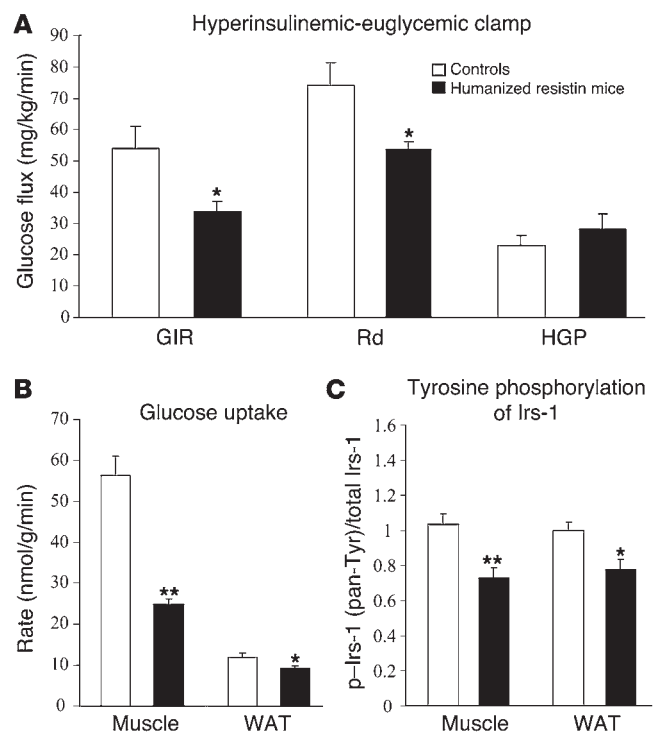 A
Hyperinsulinemic-euglycemic clamp
Glucose flux (mg/kg/min)
90
80
70
60
50
40
30
20
10
0
Controls
Humanized resistin mice
*
*
GIR
Rd
HGP
B
Glucose uptake
Rate (nmol/g/min)
70
60
50
40
30
20
10
0
**
*
Muscle
WAT
C
Tyrosine phosphorylation
of Irs-1
p–Irs-1 (pan-Tyr)/total Irs-1
1.6
1.4
1.2
1
0.8
0.6
0.4
0.2
0
**
*
Muscle
WAT